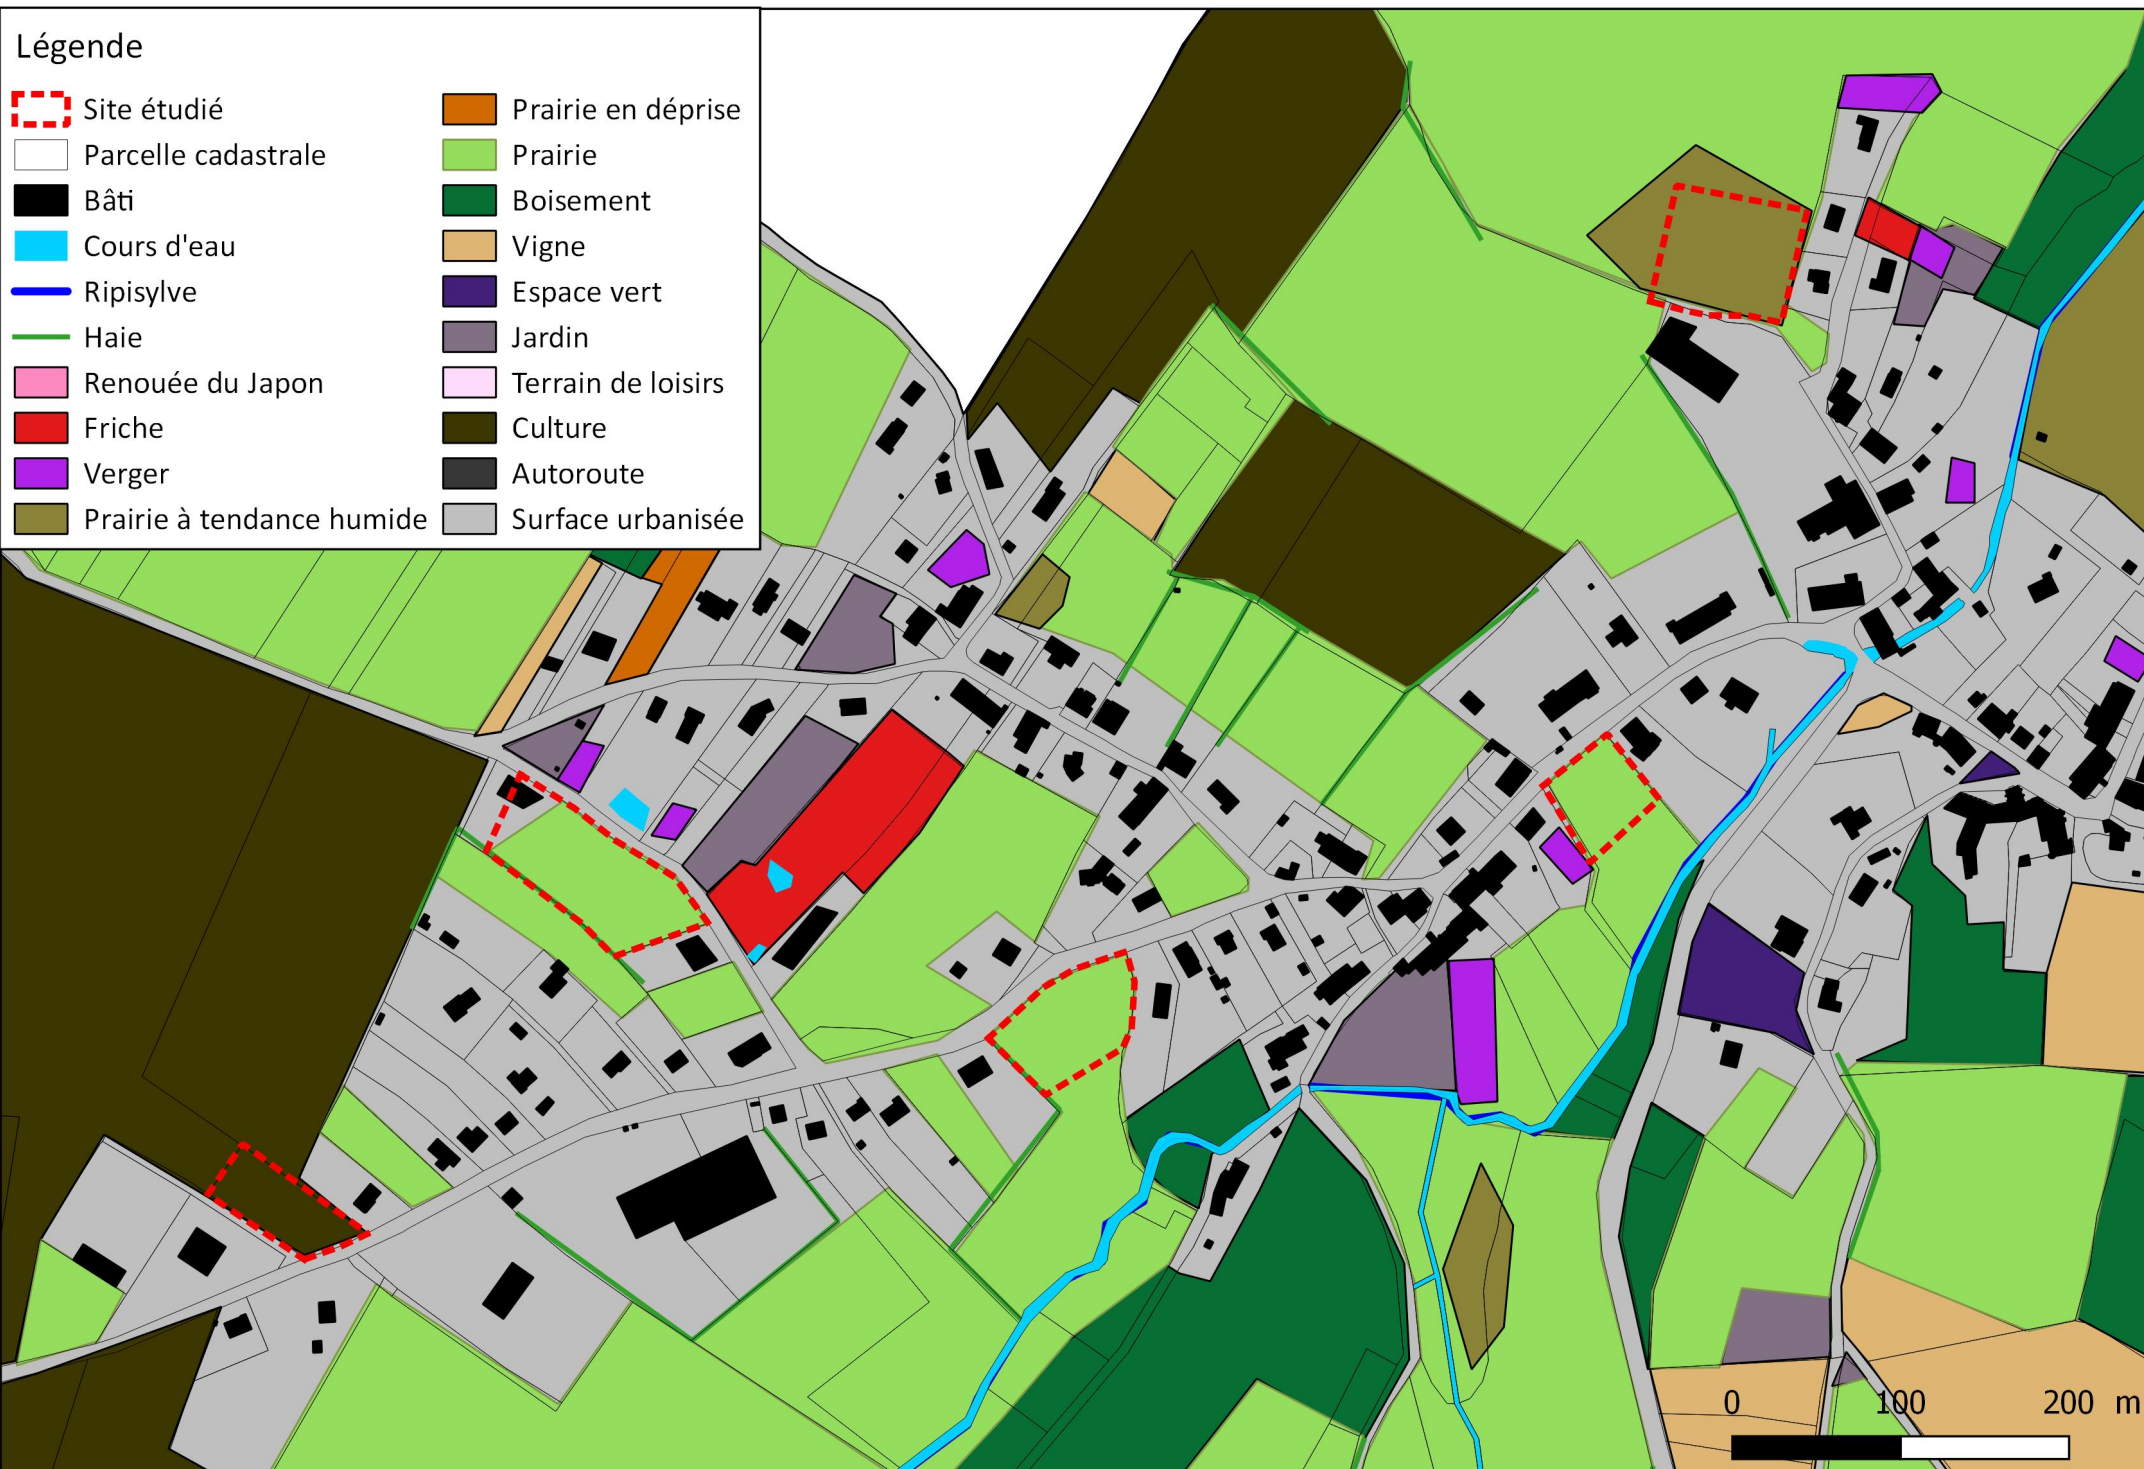 Légende
Site étudié
Parcelle cadastrale
Bâti
Cours d'eau
Ripisylve
Haie
Renouée du Japon
Friche
Verger
Prairie à tendance humide
Prairie en déprise
Prairie
Boisement
Vigne
Espace vert
Jardin
Terrain de loisirs
Culture
Autoroute
Surface urbanisée
0 100 200 m